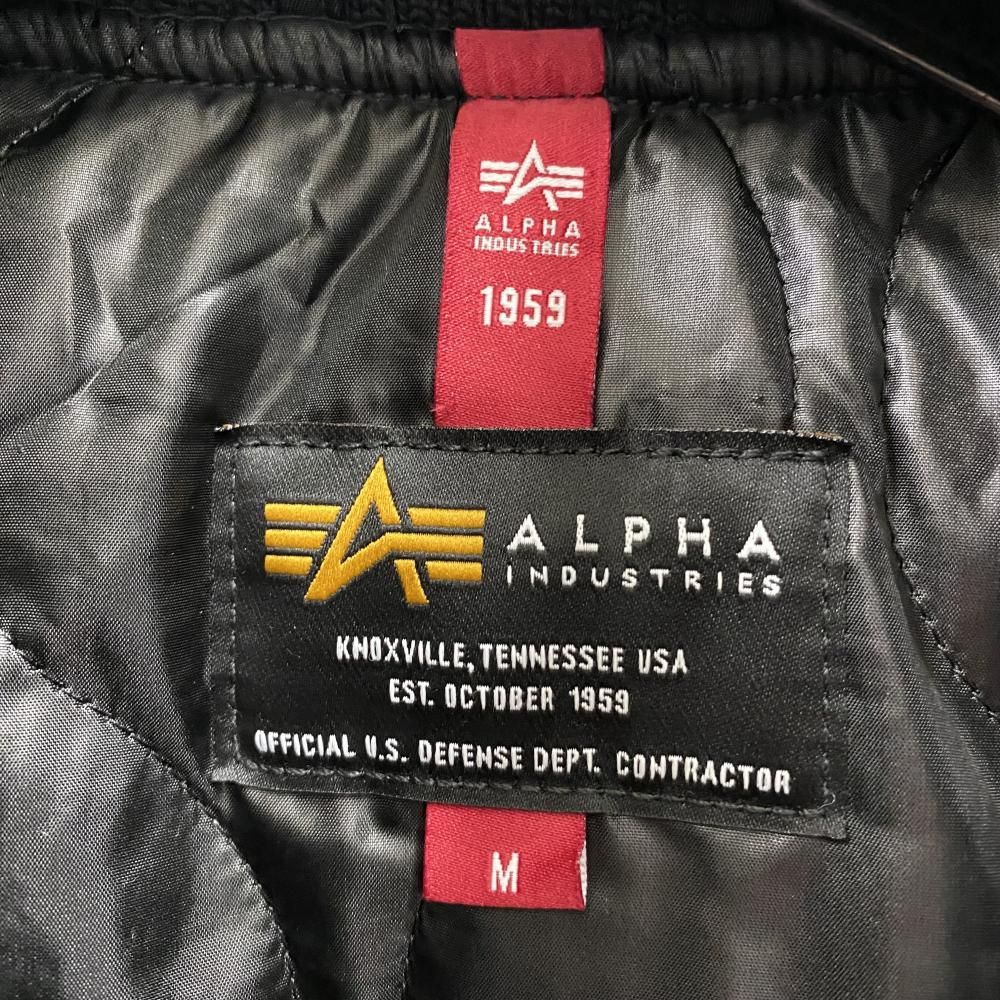 ALPHA
INDUSTRIES
1959
ALPHA
INDUSTRIES
KNOXVILLE, TENNESSEE USA
EST. OCTOBER 1959
OFFICIAL U.S. DEFENSE DEPT. CONTRACTOR
M